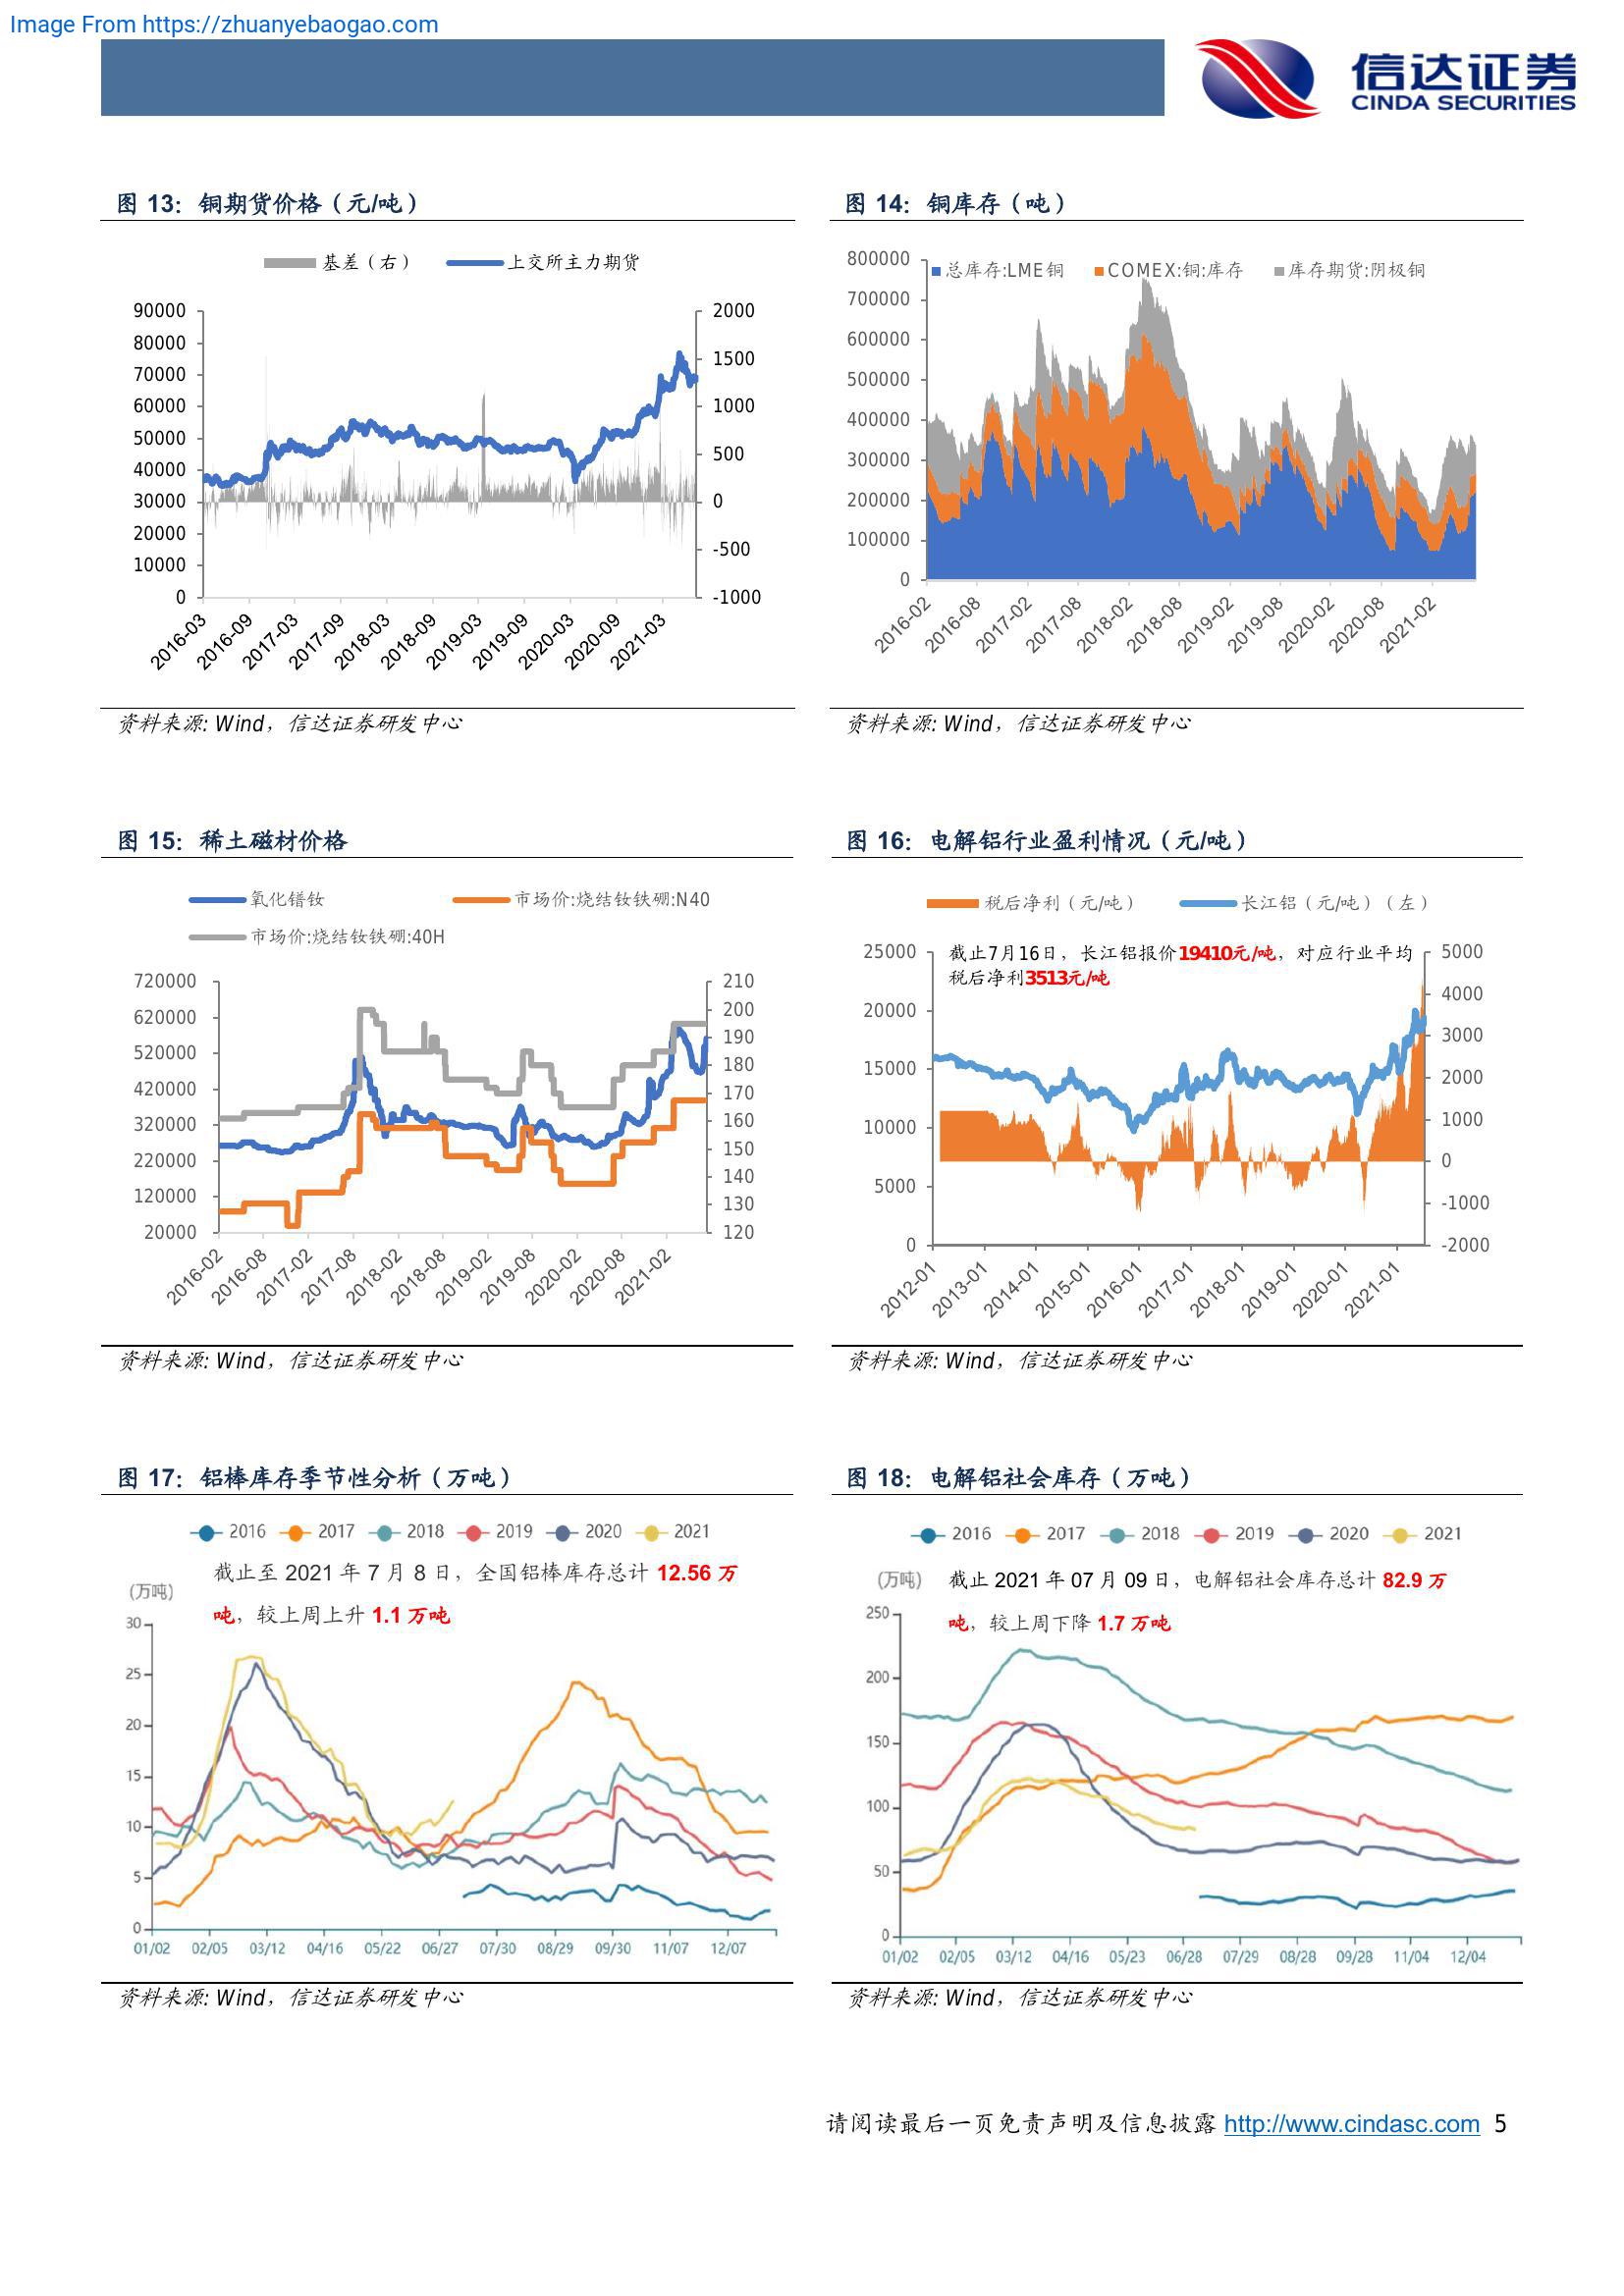 Image From https://zhuanyebaogao.com
信达证券
CINDA SECURITIES
图 13：铜期货价格（元/吨）
基差（右） 上交所主力期货
90000
80000
70000
60000
50000
40000
30000
20000
10000
0
2000
1500
1000
500
0
-500
-1000
2016-03 2016-09 2017-03 2017-09 2018-03 2018-09 2019-03 2019-09 2020-03 2020-09 2021-03
资料来源: Wind，信达证券研发中心
图 14：铜库存（吨）
总库存:LME铜 COMEX:铜:库存 库存期货:阴极铜
800000
700000
600000
500000
400000
300000
200000
100000
0
2016-02 2016-08 2017-02 2017-08 2018-02 2018-08 2019-02 2019-08 2020-02 2020-08 2021-02
资料来源: Wind，信达证券研发中心
图 15：稀土磁材价格
氧化镨钕 市场价:烧结钕铁硼:N40
市场价:烧结钕铁硼:40H
720000
620000
520000
420000
320000
220000
120000
20000
210
200
190
180
170
160
150
140
130
120
2016-02 2016-08 2017-02 2017-08 2018-02 2018-08 2019-02 2019-08 2020-02 2020-08 2021-02
资料来源: Wind，信达证券研发中心
图 16：电解铝行业盈利情况（元/吨）
税后净利（元/吨） 长江铝（元/吨）（左）
截止7月16日，长江铝报价19410元/吨，对应行业平均
税后净利3513元/吨
25000
20000
15000
10000
5000
0
5000
4000
3000
2000
1000
0
-1000
-2000
2012-01 2013-01 2014-01 2015-01 2016-01 2017-01 2018-01 2019-01 2020-01 2021-01
资料来源: Wind，信达证券研发中心
图 17：铝棒库存季节性分析（万吨）
2016 2017 2018 2019 2020 2021
截止至 2021 年 7 月 8 日，全国铝棒库存总计 12.56 万
吨，较上周上升 1.1 万吨
(万吨)
30
25
20
15
10
5
0
01/02 02/05 03/12 04/16 05/22 06/27 07/30 08/29 09/30 11/07 12/07
资料来源: Wind，信达证券研发中心
图 18：电解铝社会库存（万吨）
2016 2017 2018 2019 2020 2021
截止 2021 年 07 月 09 日，电解铝社会库存总计 82.9 万
吨，较上周下降 1.7 万吨
(万吨)
250
200
150
100
50
0
01/02 02/05 03/12 04/16 05/23 06/28 07/29 08/28 09/28 11/04 12/04
资料来源: Wind，信达证券研发中心
请阅读最后一页免责声明及信息披露 http://www.cindasc.com 5